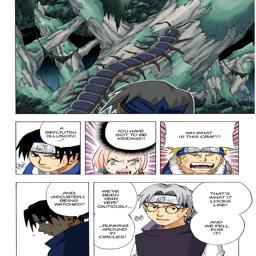 A
GENJUTSU
ILLUSION!
YOU HAVE
GOT TO BE
KIDDING!!
WH-WHAT
IS THIS CRAP?!
AND,
UNDOUBTEDLY,
BEING
WATCHED!
WE'VE
BEEN
VERY,
VERY
CAUTIOUSLY...
...RUNNING
AROUND IN
CIRCLES!
THAT'S
WHAT IT
LOOKS
LIKE!
AND
WE FELL
FOR IT!